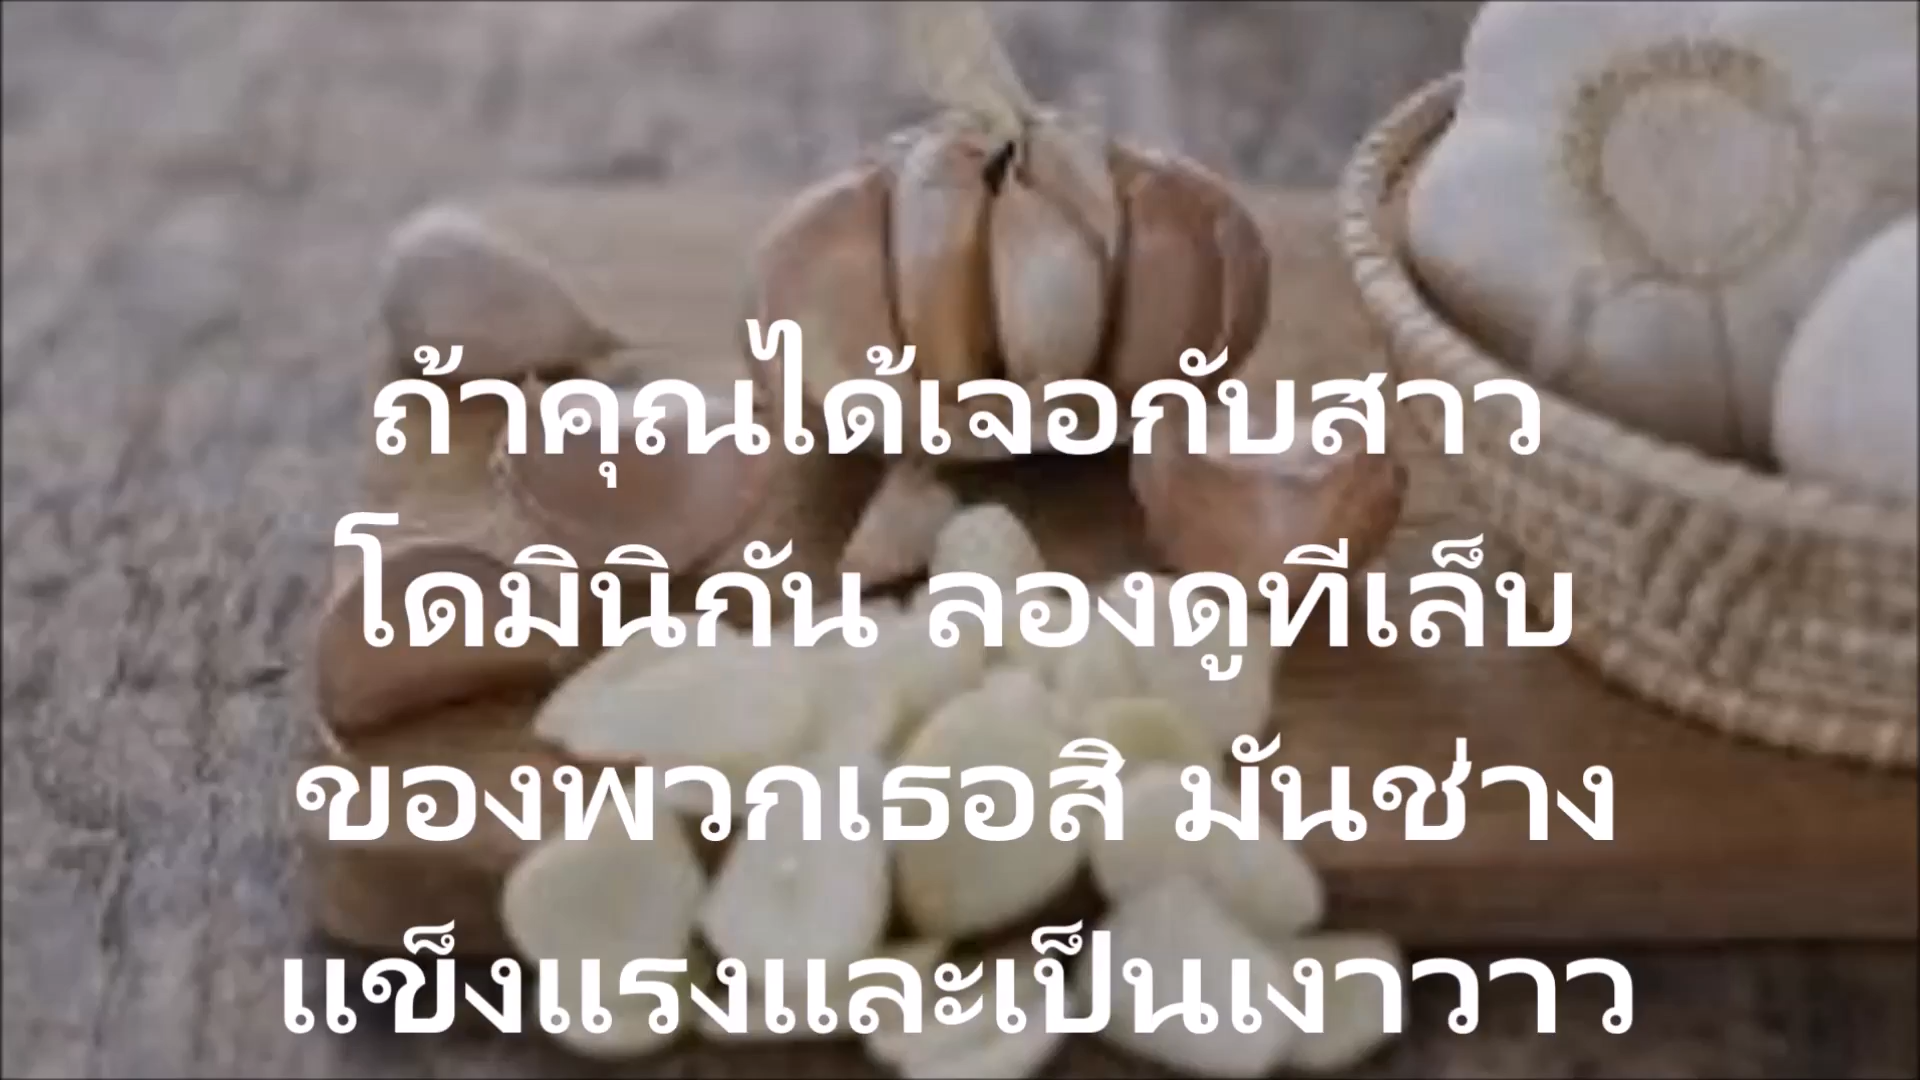 ถ้าคุณได้เจอกับสาว
โดมินิกัน ลองดูทีเล็บ
ของพวกเธอสิ มันช่าง
แข็งแรงและเป็นเงาวาว